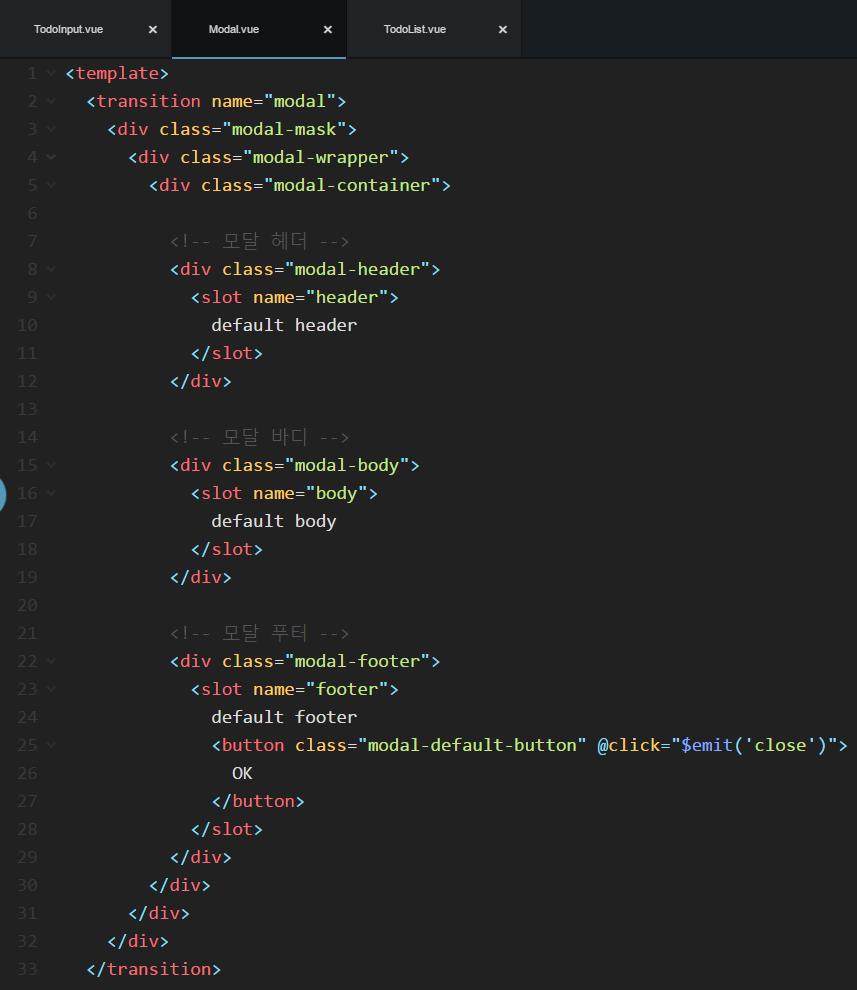 TodoInput.vue × Modal.vue × TodoList.vue ×
1 <template>
2 <transition name="modal">
3 <div class="modal-mask">
4 <div class="modal-wrapper">
5 <div class="modal-container">
6
7 <!-- 모달 헤더 -->
8 <div class="modal-header">
9 <slot name="header">
10 default header
11 </slot>
12 </div>
13
14 <!-- 모달 바디 -->
15 <div class="modal-body">
16 <slot name="body">
17 default body
18 </slot>
19 </div>
20
21 <!-- 모달 푸터 -->
22 <div class="modal-footer">
23 <slot name="footer">
24 default footer
25 <button class="modal-default-button" @click="$emit('close')">
26 OK
27 </button>
28 </slot>
29 </div>
30 </div>
31 </div>
32 </div>
33 </transition>